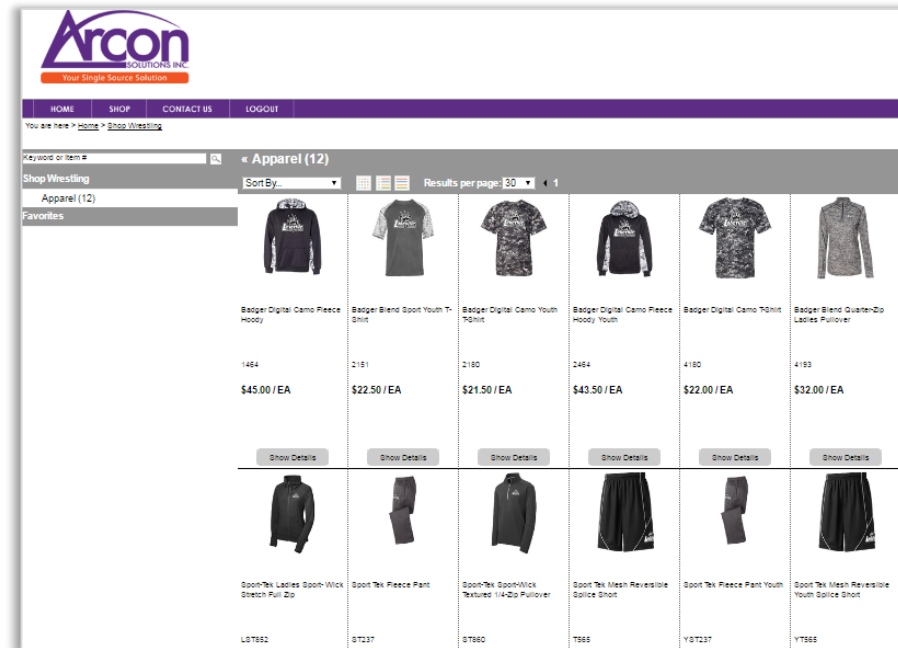 Arcon
SOLUTIONS INC.
Your Single Source Solution
HOME SHOP CONTACT US LOGOUT
You are here > Home > Shop Wrestling
Keyword or Item #
Shop Wrestling
Apparel (12)
Favorites
« Apparel (12)
Sort By... Results per page: 30 1
Badger Digital Camo Fleece
Hoody
1464
$45.00 / EA
Show Details
Badger Blend Sport Youth T-
Shirt
2151
$22.50 / EA
Show Details
Badger Digital Camo Youth
T-Shirt
2180
$21.50 / EA
Show Details
Badger Digital Camo Fleece
Hoody Youth
2464
$43.50 / EA
Show Details
Badger Digital Camo T-Shirt
4180
$22.00 / EA
Show Details
Badger Blend Quarter-Zip
Ladies Pullover
4193
$32.00 / EA
Show Details
Sport-Tek Ladies Sport- Wick
Stretch Full Zip
LST852
Sport Tek Fleece Pant
ST237
Sport-Tek Sport-Wick
Textured 1/4-Zip Pullover
ST860
Sport Tek Mesh Reversible
Splice Short
T565
Sport Tek Fleece Pant Youth
YST237
Sport Tek Mesh Reversible
Youth Splice Short
YT565